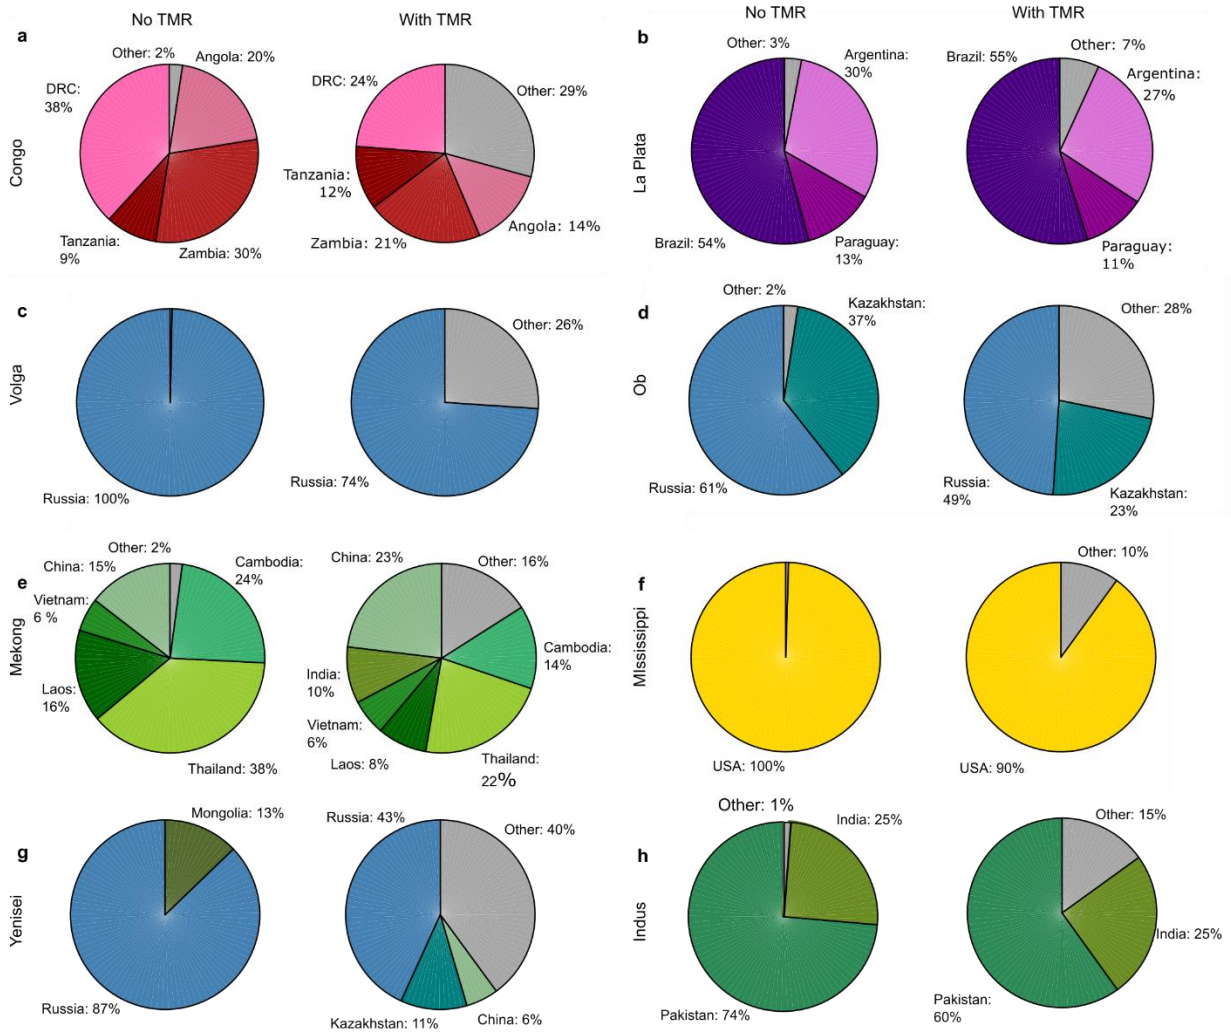 No TMR
With TMR
No TMR
With TMR
a
Congo
Other: 2%
Angola: 20%
DRC:
38%
Tanzania:
9%
Zambia: 30%
DRC: 24%
Other: 29%
Tanzania:
12%
Zambia: 21%
Angola: 14%
b
La Plata
Other: 3%
Argentina:
30%
Brazil: 54%
Paraguay:
13%
Brazil: 55%
Other: 7%
Argentina:
27%
Paraguay:
11%
c
Volga
Russia: 100%
Other: 26%
Russia: 74%
d
Ob
Other: 2%
Kazakhstan:
37%
Russia: 61%
Other: 28%
Russia:
49%
Kazakhstan:
23%
e
Mekong
Other: 2%
China: 15%
Cambodia:
24%
Vietnam:
6 %
Laos:
16%
Thailand: 38%
China: 23%
Other: 16%
Cambodia:
14%
India:
10%
Vietnam:
6%
Laos: 8%
Thailand:
22%
f
MIssissippi
USA: 100%
Other: 10%
USA: 90%
g
Yenisei
Mongolia: 13%
Russia: 87%
Russia: 43%
Other: 40%
Kazakhstan: 11%
China: 6%
h
Indus
Other: 1%
India: 25%
Pakistan: 74%
Other: 15%
India: 25%
Pakistan:
60%